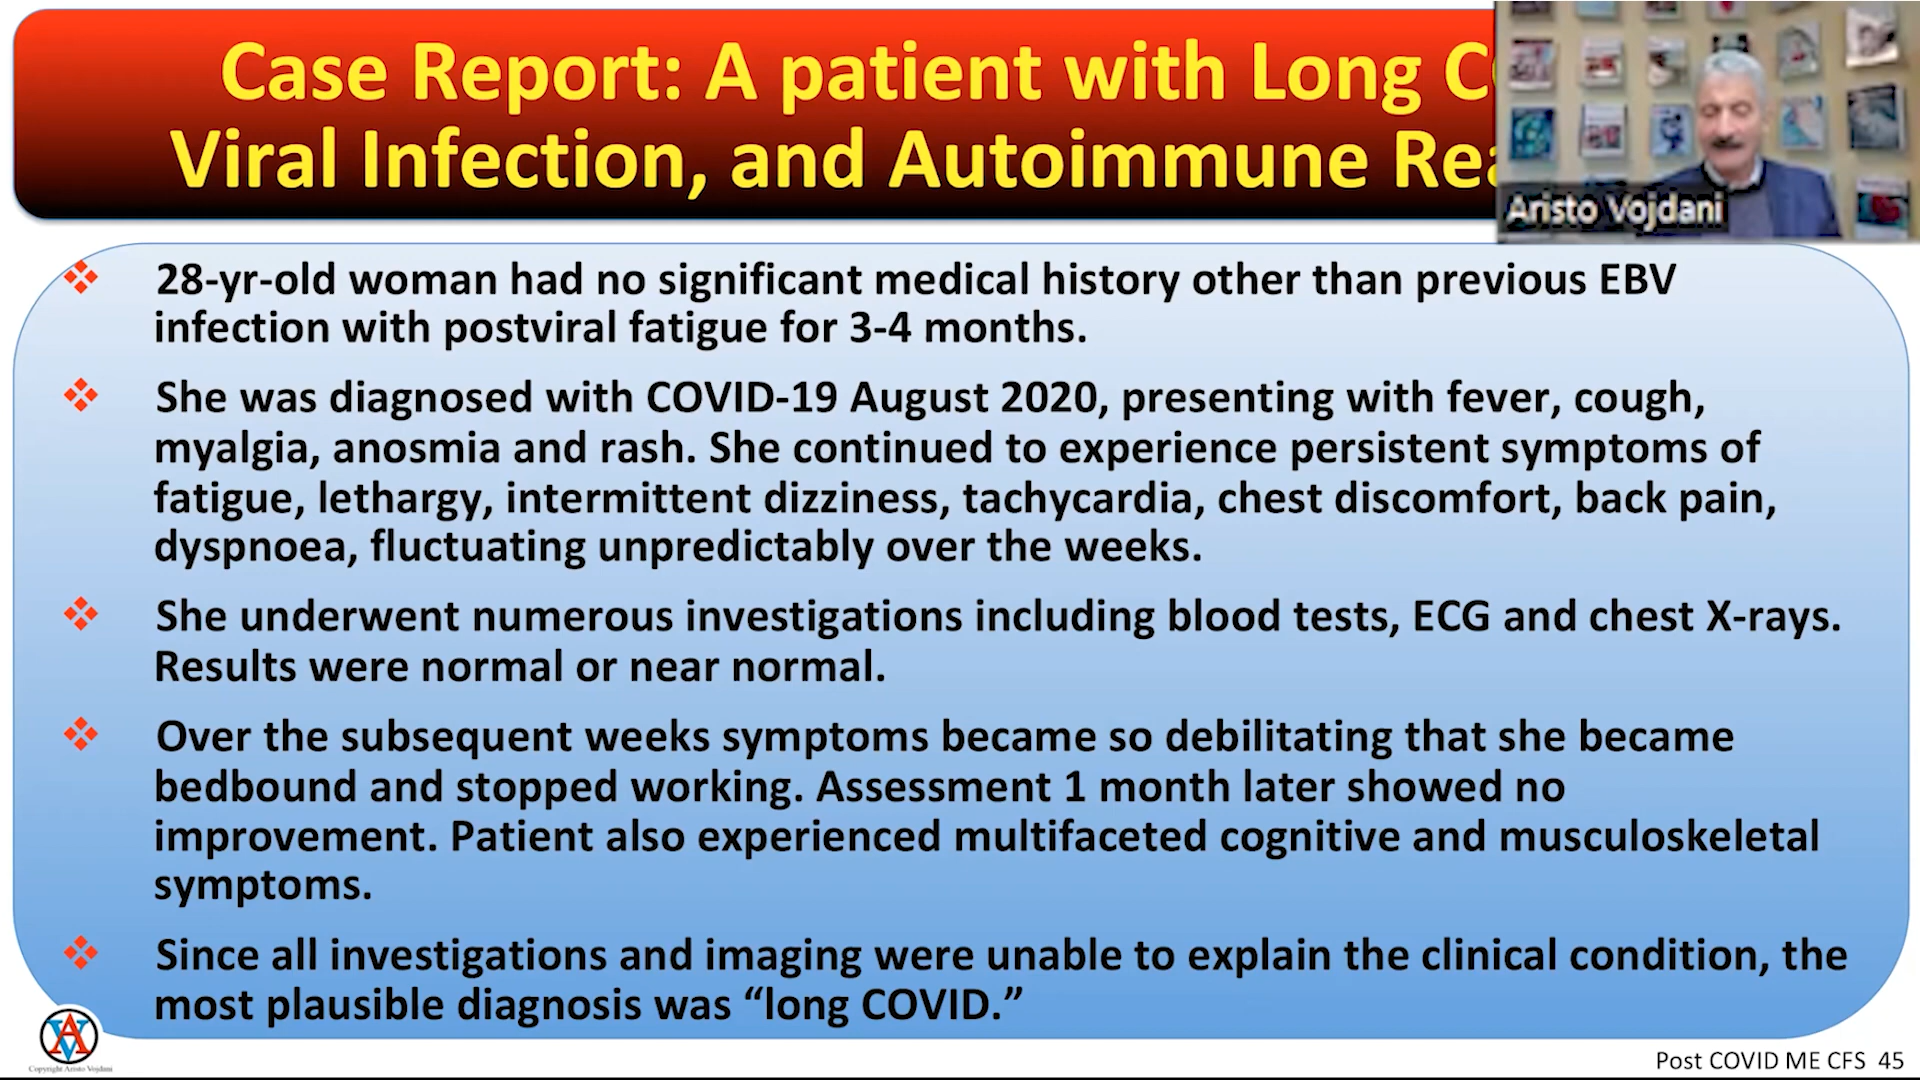 Case Report: A patient with Long
Viral Infection, and Autoimmune
Aristo Vojdani
❖ 28-yr-old woman had no significant medical history other than previous EBV
infection with postviral fatigue for 3-4 months.
❖ She was diagnosed with COVID-19 August 2020, presenting with fever, cough,
myalgia, anosmia and rash. She continued to experience persistent symptoms of
fatigue, lethargy, intermittent dizziness, tachycardia, chest discomfort, back pain,
dyspnoea, fluctuating unpredictably over the weeks.
❖ She underwent numerous investigations including blood tests, ECG and chest X-rays.
Results were normal or near normal.
❖ Over the subsequent weeks symptoms became so debilitating that she became
bedbound and stopped working. Assessment 1 month later showed no
improvement. Patient also experienced multifaceted cognitive and musculoskeletal
symptoms.
❖ Since all investigations and imaging were unable to explain the clinical condition, the
most plausible diagnosis was “long COVID.”
AV
Copyright Aristo Vojdani
Post COVID ME CFS 45